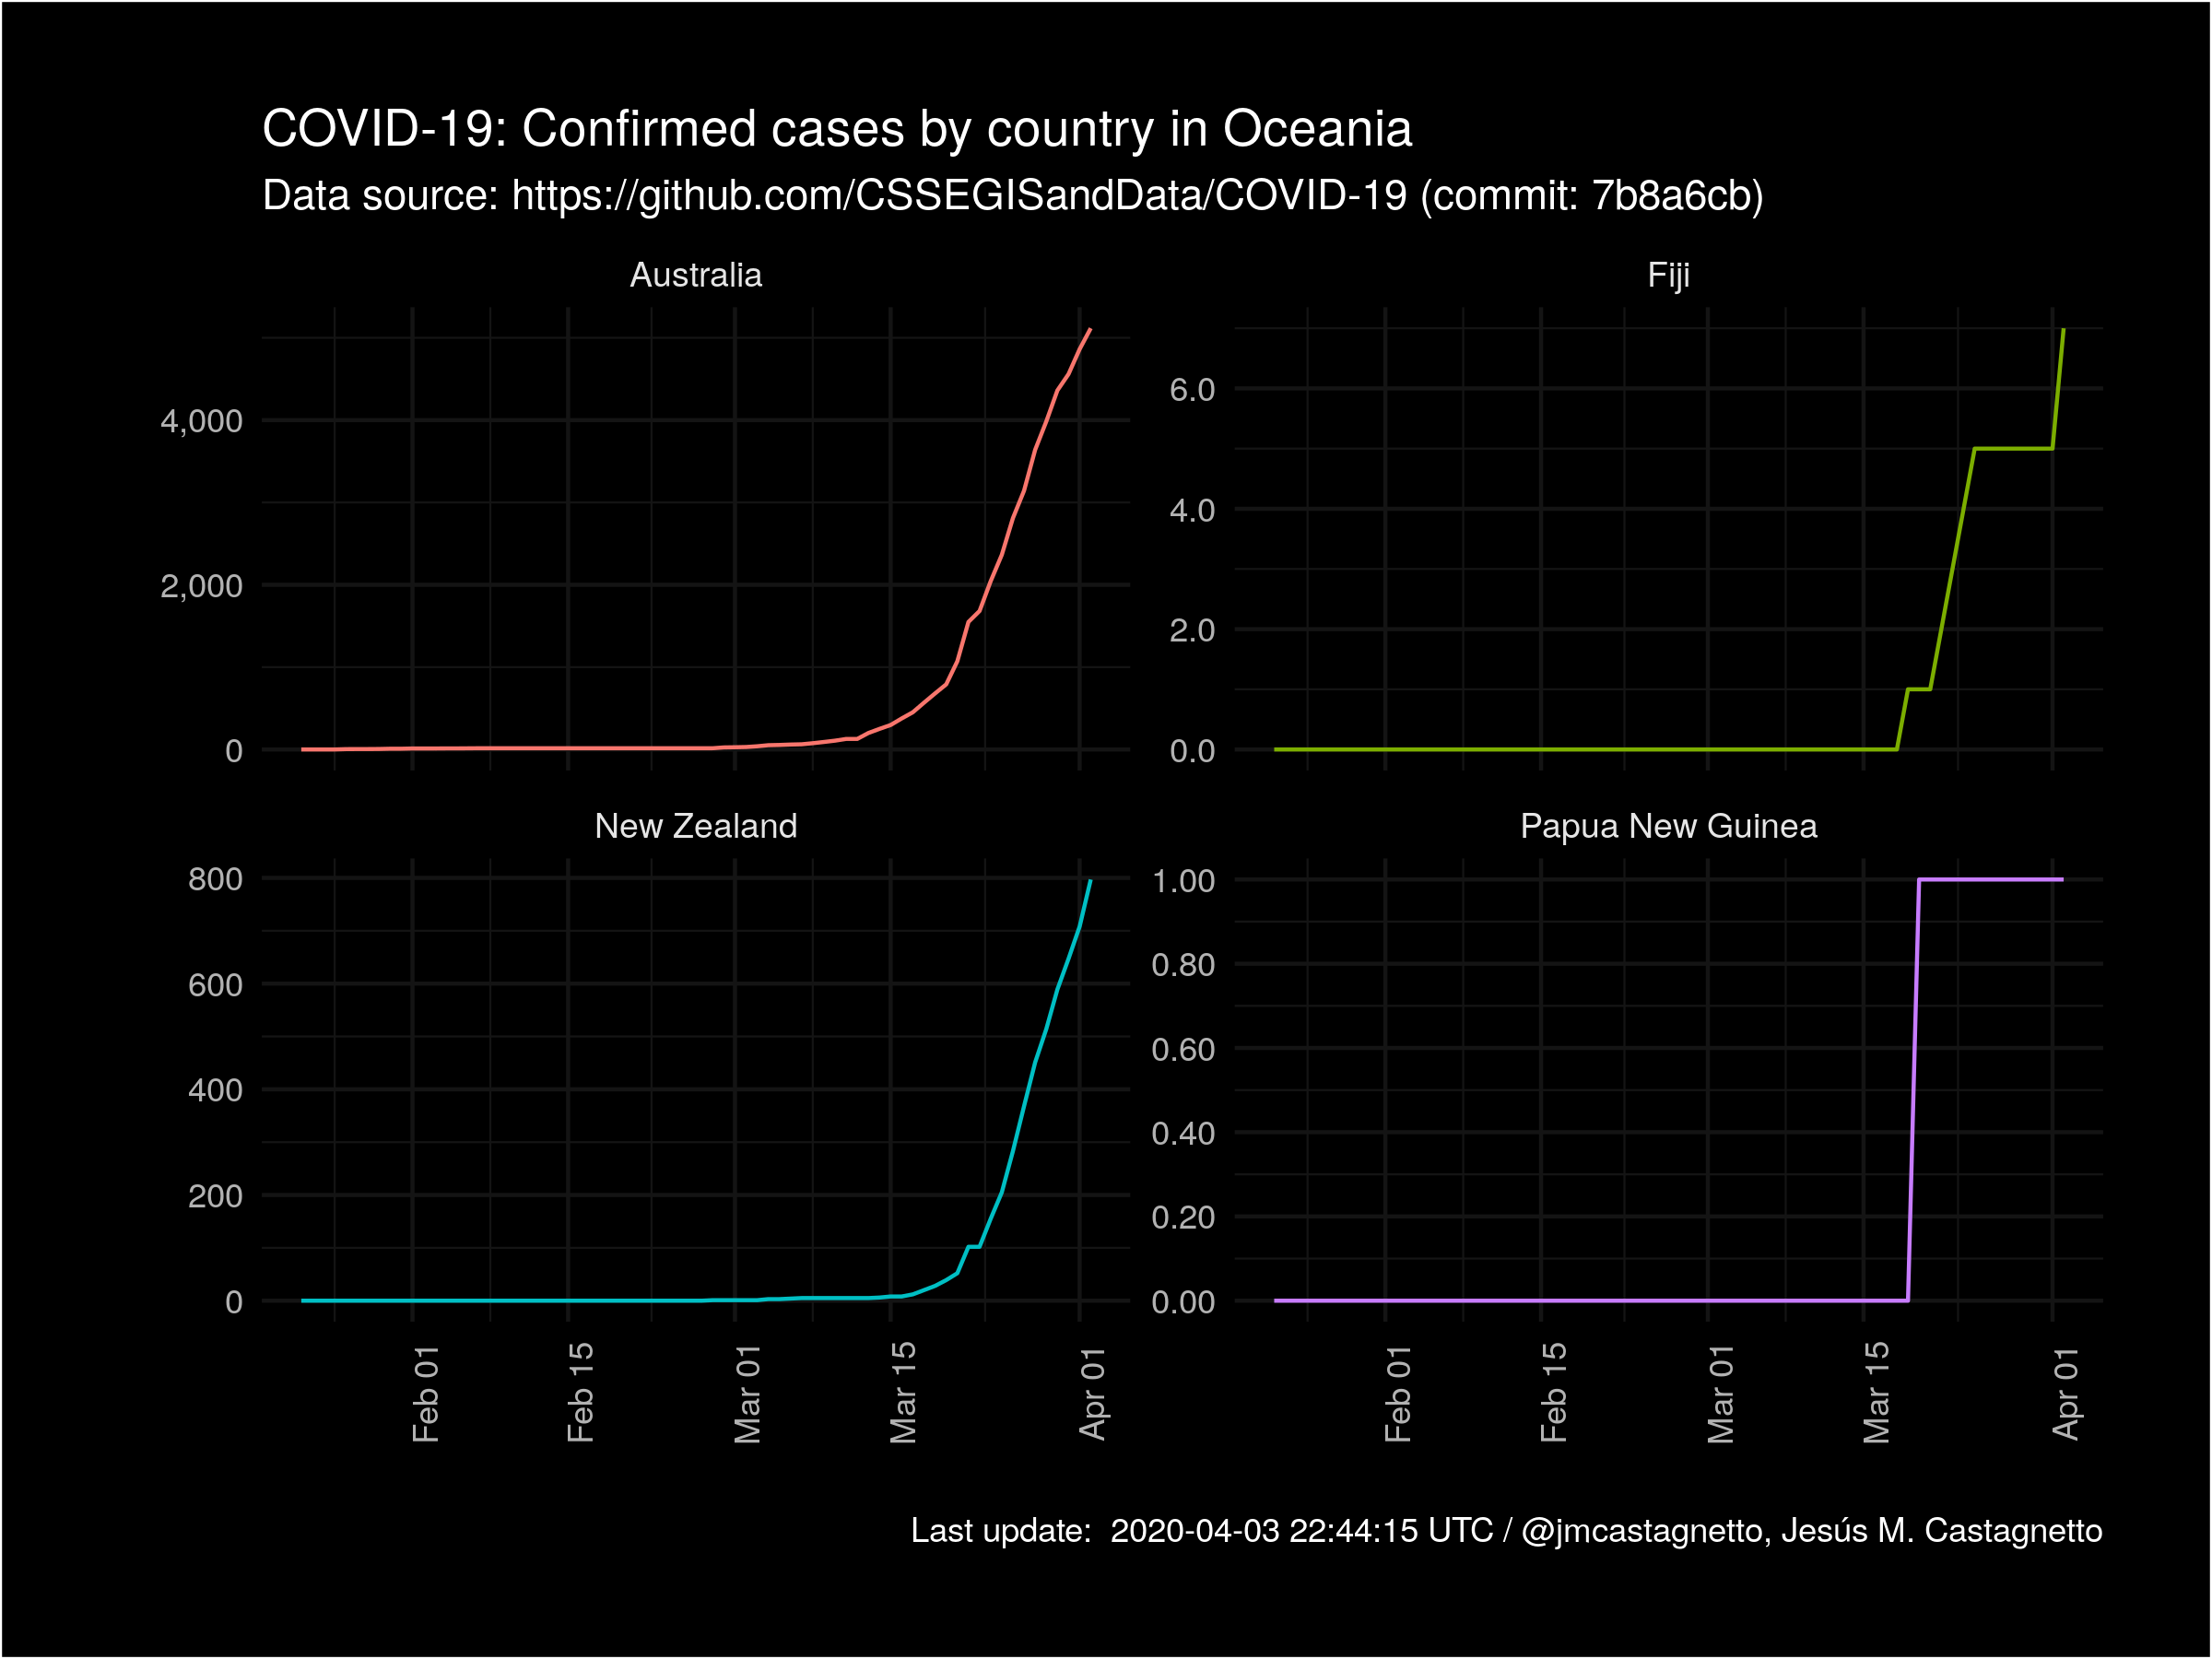 COVID-19: Confirmed cases by country in Oceania
Data source: https://github.com/CSSEGISandData/COVID-19 (commit: 7b8a6cb)
Australia
4,000
2,000
0
Fiji
6.0
4.0
2.0
0.0
New Zealand
800
600
400
200
0
Papua New Guinea
1.00
0.80
0.60
0.40
0.20
0.00
Feb 01
Feb 15
Mar 01
Mar 15
Apr 01
Feb 01
Feb 15
Mar 01
Mar 15
Apr 01
Last update:  2020-04-03 22:44:15 UTC / @jmcastagnetto, Jesús M. Castagnetto